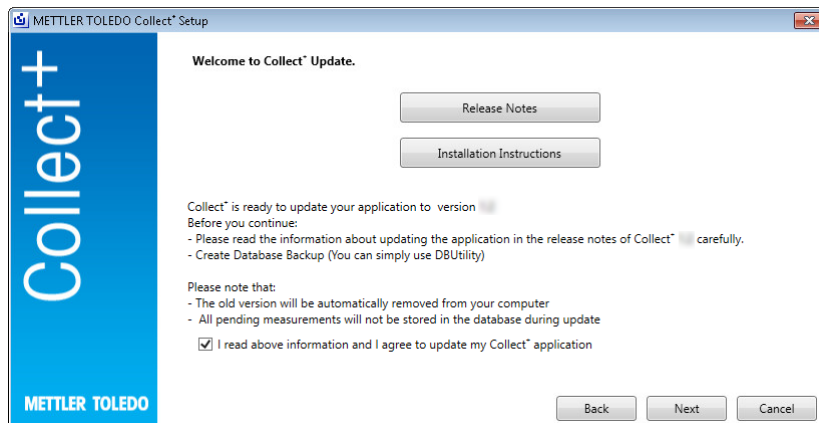 METTLER TOLEDO Collect+ Setup
Collect+
Welcome to Collect+ Update.
Release Notes
Installation Instructions
Collect+ is ready to update your application to version
Before you continue:
- Please read the information about updating the application in the release notes of Collect+ carefully.
- Create Database Backup (You can simply use DBUtility)
Please note that:
- The old version will be automatically removed from your computer
- All pending measurements will not be stored in the database during update
I read above information and I agree to update my Collect+ application
METTLER TOLEDO
Back
Next
Cancel